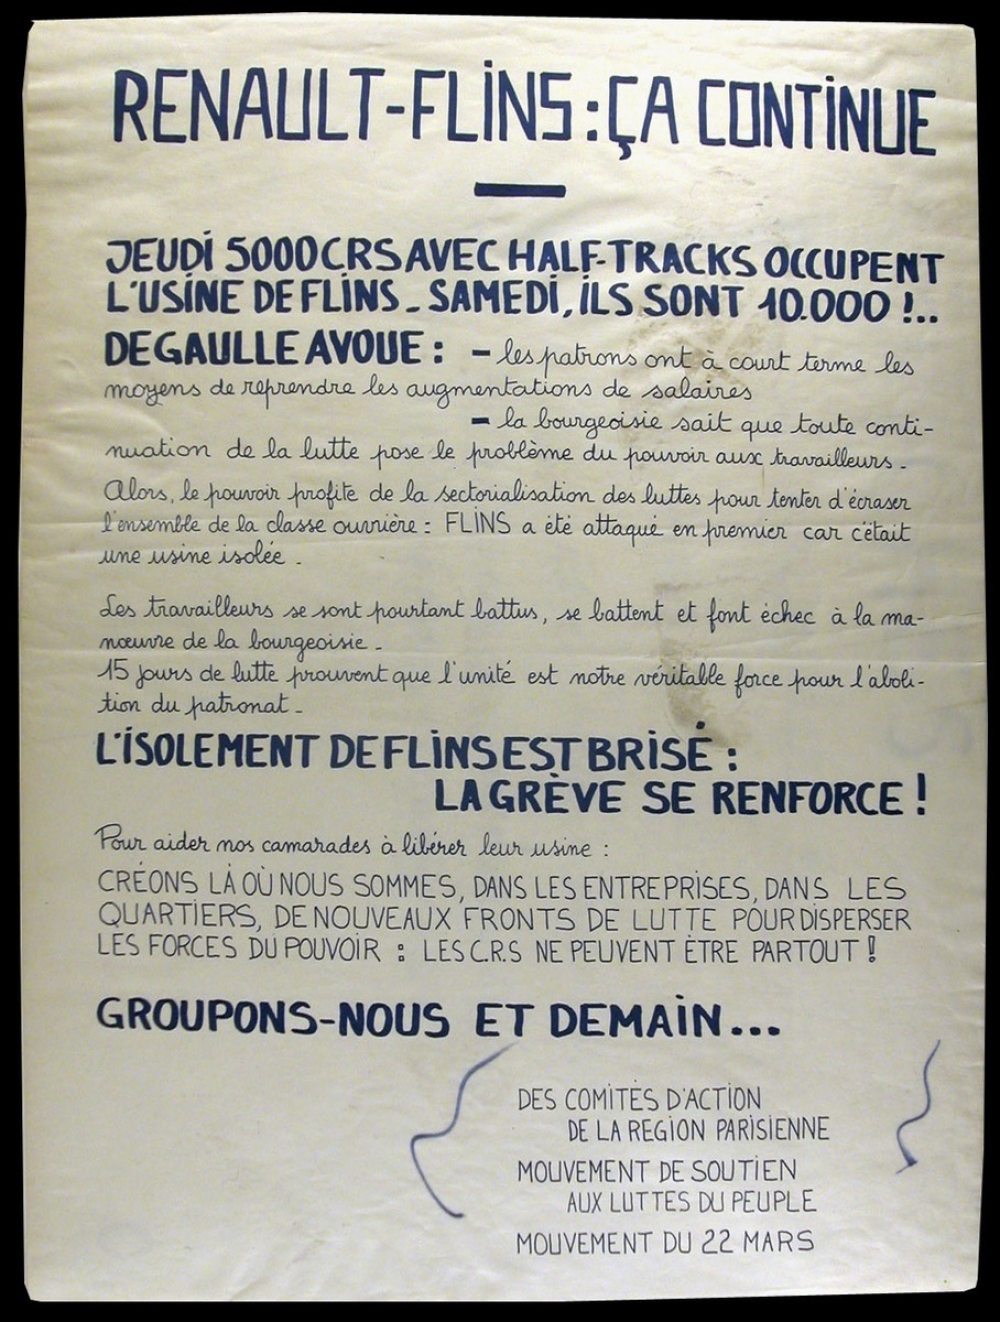 RENAULT-FLINS : ÇA CONTINUE
JEUDI 5000 CRS AVEC HALF-TRACKS OCCUPENT
L'USINE DE FLINS - SAMEDI, ILS SONT 10.000 !..
DE GAULLE AVOUE : - les patrons ont à court terme les
moyens de reprendre les augmentations de salaires
- la bourgeoisie sait que toute conti-
nuation de la lutte pose le problème du pouvoir aux travailleurs.
Alors, le pouvoir profite de la sectorialisation des luttes pour tenter d'écraser
l'ensemble de la classe ouvrière : FLINS a été attaqué en premier car c'était
une usine isolée.
Les travailleurs se sont pourtant battus, se battent et font échec à la ma-
nœuvre de la bourgeoisie.
15 jours de lutte prouvent que l'unité est notre véritable force pour l'aboli-
tion du patronat.
L'ISOLEMENT DE FLINS EST BRISÉ :
LA GRÈVE SE RENFORCE !
Pour aider nos camarades à libérer leur usine :
CRÉONS LÀ OÙ NOUS SOMMES, DANS LES ENTREPRISES, DANS LES
QUARTIERS, DE NOUVEAUX FRONTS DE LUTTE POUR DISPERSER
LES FORCES DU POUVOIR : LES C.R.S NE PEUVENT ÊTRE PARTOUT !
GROUPONS-NOUS ET DEMAIN...
DES COMITÉS D'ACTION
DE LA REGION PARISIENNE
MOUVEMENT DE SOUTIEN
AUX LUTTES DU PEUPLE
MOUVEMENT DU 22 MARS